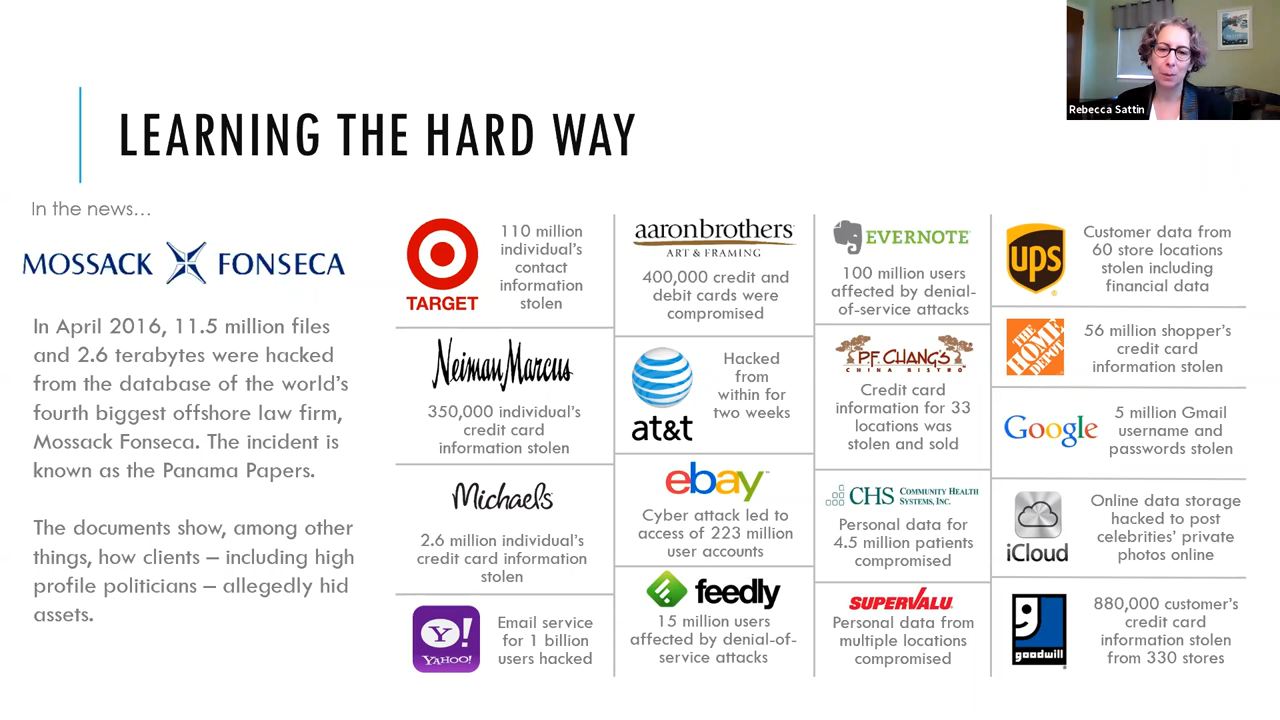 Rebecca Sattin
LEARNING THE HARD WAY
In the news...
MOSSACK FONSECA
In April 2016, 11.5 million files
and 2.6 terabytes were hacked
from the database of the world's
fourth biggest offshore law firm,
Mossack Fonseca. The incident is
known as the Panama Papers.
The documents show, among other
things, how clients – including high
profile politicians – allegedly hid
assets.
TARGET
110 million
individual's
contact
information
stolen
Neiman Marcus
350,000 individual's
credit card
information stolen
Michaels
2.6 million individual's
credit card information
stolen
Y!
YAHOO!
Email service
for 1 billion
users hacked
aaronbrothers
ART & FRAMING
400,000 credit and
debit cards were
compromised
at&t
Hacked
from
within for
two weeks
ebay
Cyber attack led to
access of 223 million
user accounts
feedly
15 million users
affected by denial-of-
service attacks
EVERNOTE
100 million users
affected by denial-
of-service attacks
P.F. CHANG'S
CHINA BISTRO
Credit card
information for 33
locations was
stolen and sold
CHS COMMUNITY HEALTH
SYSTEMS, INC.
Personal data for
4.5 million patients
compromised
SUPERVALU
Personal data from
multiple locations
compromised
ups
Customer data from
60 store locations
stolen including
financial data
THE HOME DEPOT
56 million shopper's
credit card
information stolen
Google
5 million Gmail
username and
passwords stolen
iCloud
Online data storage
hacked to post
celebrities' private
photos online
goodwill
880,000 customer's
credit card
information stolen
from 330 stores